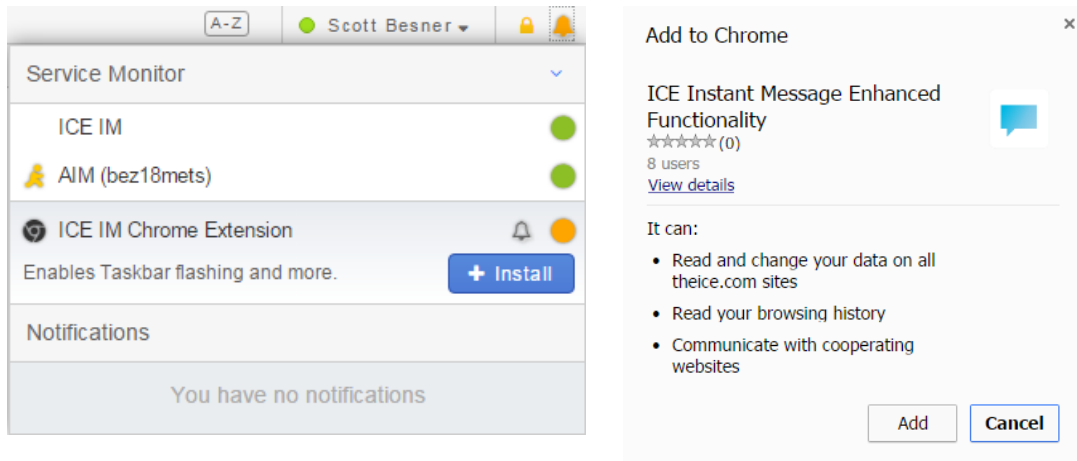 A-Z
Scott Besner
Service Monitor
ICE IM
AIM (bez18mets)
ICE IM Chrome Extension
Enables Taskbar flashing and more.
+ Install
Notifications
You have no notifications
Add to Chrome
×
ICE Instant Message Enhanced
Functionality
(0)
8 users
View details
It can:
• Read and change your data on all
theice.com sites
• Read your browsing history
• Communicate with cooperating
websites
Add
Cancel